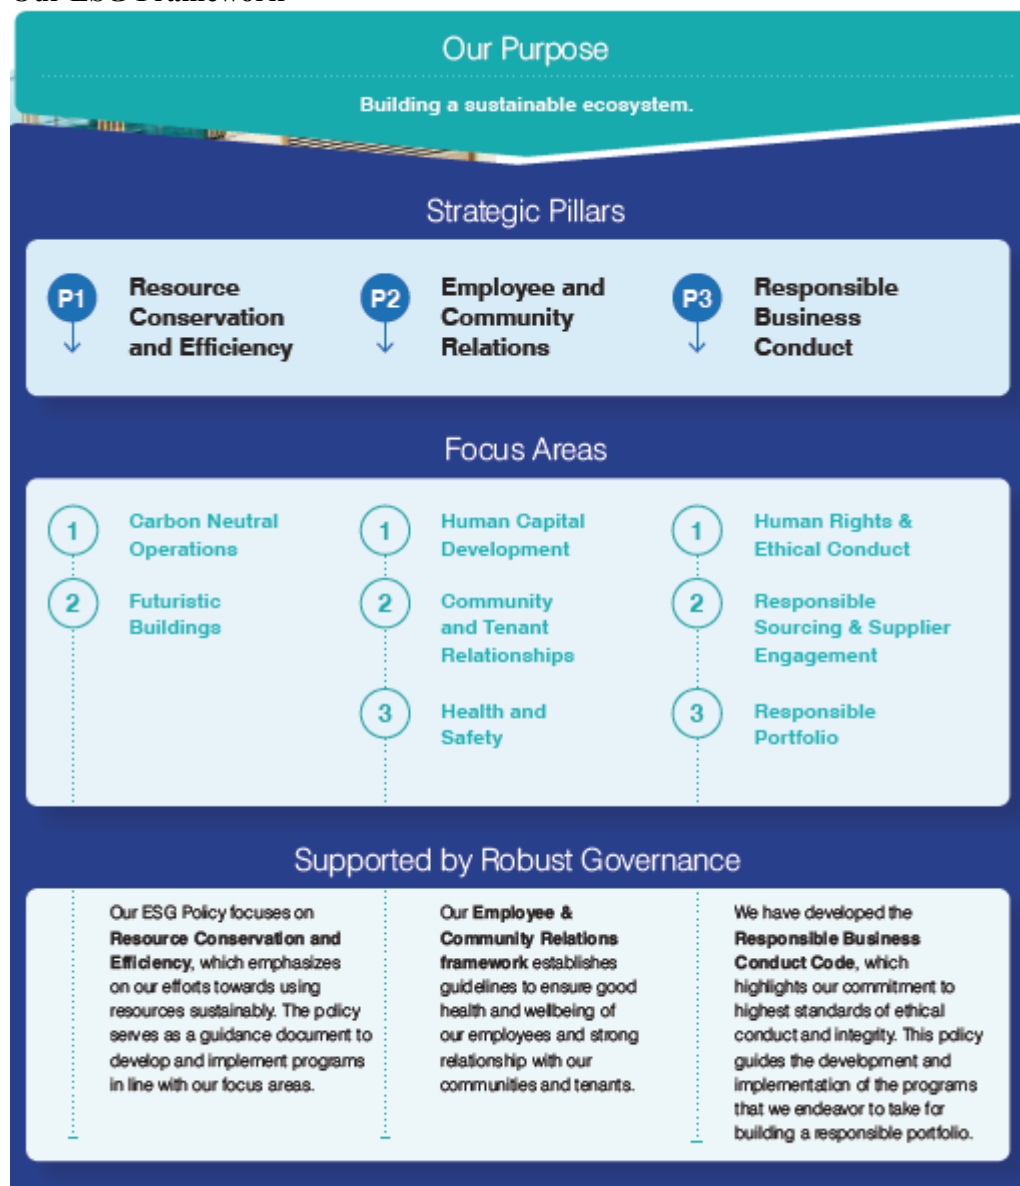 Our ESG Framework
Our Purpose
Building a sustainable ecosystem.
Strategic Pillars
P1
Resource
Conservation
and Efficiency
P2
Employee and
Community
Relations
P3
Responsible
Business
Conduct
Focus Areas
1
Carbon Neutral
Operations
2
Futuristic
Buildings
1
Human Capital
Development
2
Community
and Tenant
Relationships
3
Health and
Safety
1
Human Rights &
Ethical Conduct
2
Responsible
Sourcing & Supplier
Engagement
3
Responsible
Portfolio
Supported by Robust Governance
Our ESG Policy focuses on
Resource Conservation and
Efficiency, which emphasizes
on our efforts towards using
resources sustainably. The policy
serves as a guidance document to
develop and implement programs
in line with our focus areas.
Our Employee &
Community Relations
framework establishes
guidelines to ensure good
health and wellbeing of
our employees and strong
relationship with our
communities and tenants.
We have developed the
Responsible Business
Conduct Code, which
highlights our commitment to
highest standards of ethical
conduct and integrity. This policy
guides the development and
implementation of the programs
that we endeavor to take for
building a responsible portfolio.